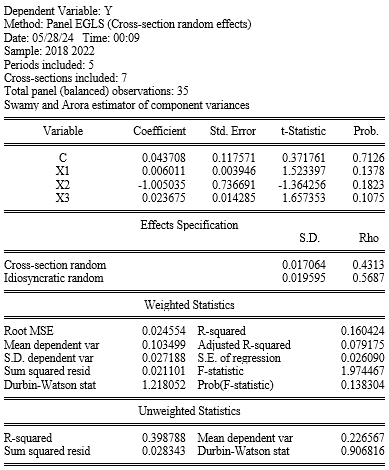 Dependent Variable: Y
Method: Panel EGLS (Cross-section random effects)
Date: 05/28/24 Time: 00:09
Sample: 2018 2022
Periods included: 5
Cross-sections included: 7
Total panel (balanced) observations: 35
Swamy and Arora estimator of component variances
Variable Coefficient Std. Error t-Statistic Prob.
C 0.043708 0.117571 0.371761 0.7126
X1 0.006011 0.003946 1.523397 0.1378
X2 -1.005035 0.736691 -1.364256 0.1823
X3 0.023675 0.014285 1.657353 0.1075
Effects Specification
S.D. Rho
Cross-section random 0.017064 0.4313
Idiosyncratic random 0.019595 0.5687
Weighted Statistics
Root MSE 0.024554 R-squared 0.160424
Mean dependent var 0.103499 Adjusted R-squared 0.079175
S.D. dependent var 0.027188 S.E. of regression 0.026090
Sum squared resid 0.021101 F-statistic 1.974467
Durbin-Watson stat 1.218052 Prob(F-statistic) 0.138304
Unweighted Statistics
R-squared 0.398788 Mean dependent var 0.226567
Sum squared resid 0.028343 Durbin-Watson stat 0.906816